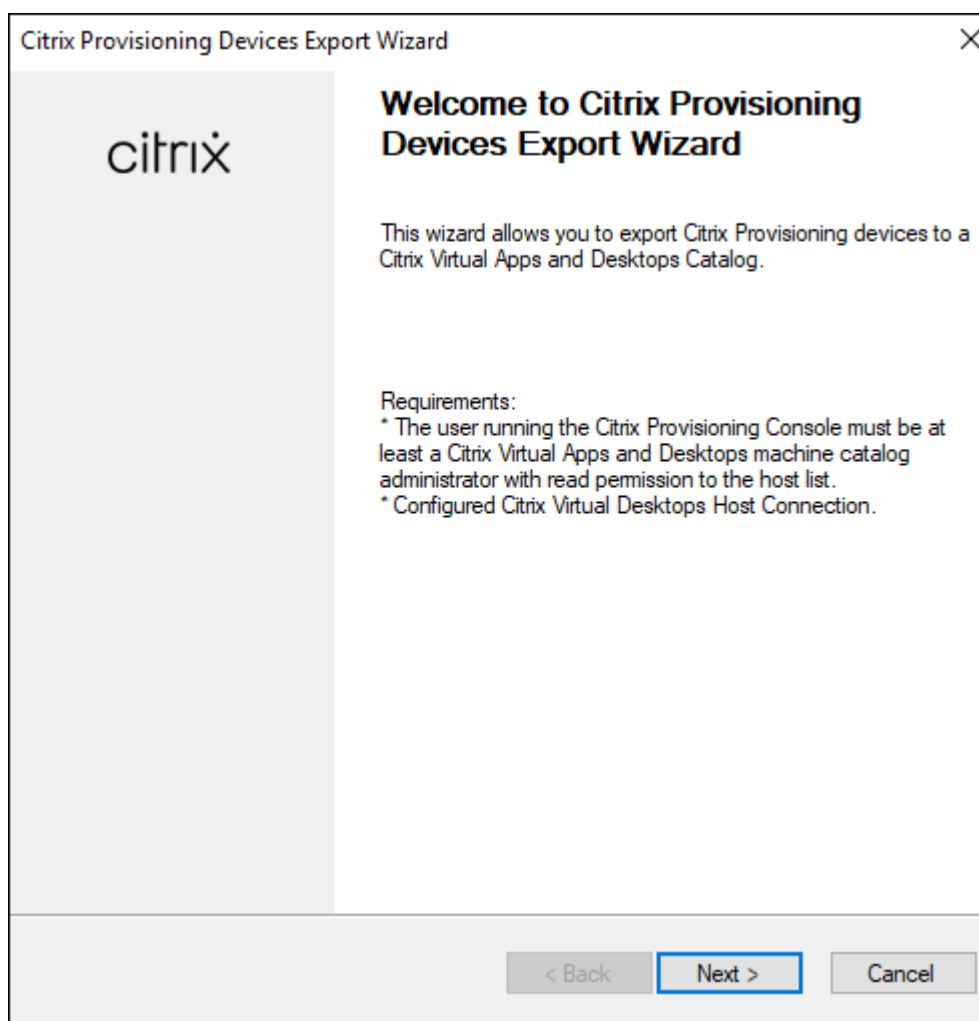 Citrix Provisioning Devices Export Wizard
citrix
Welcome to Citrix Provisioning
Devices Export Wizard
This wizard allows you to export Citrix Provisioning devices to a
Citrix Virtual Apps and Desktops Catalog.
Requirements:
* The user running the Citrix Provisioning Console must be at
least a Citrix Virtual Apps and Desktops machine catalog
administrator with read permission to the host list.
* Configured Citrix Virtual Desktops Host Connection.
< Back Next > Cancel